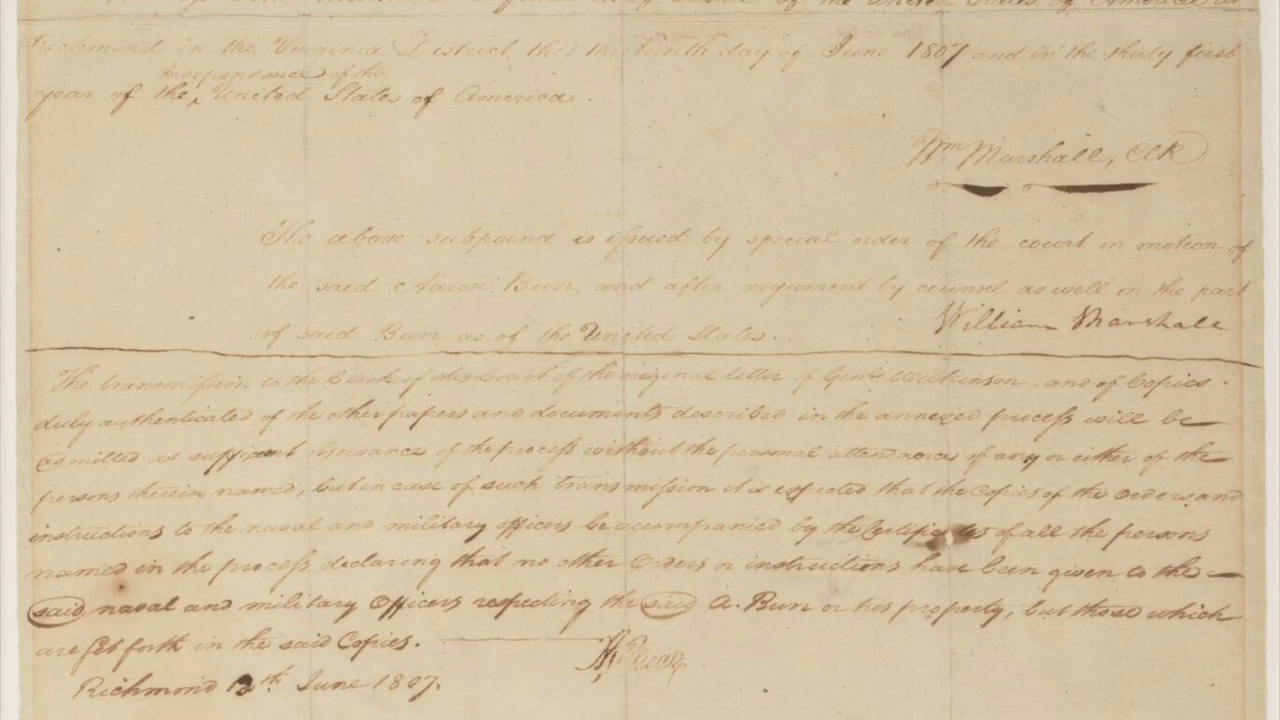 of the United States of America at
Richmond in the Virginia District, this thirteenth day of June 1807 and in the thirty first
Independence of the
year of the ^ United States of America.
Wm Marshall, Clk
The above subpoena is issued by special order of the court on motion of
the said Aaron Burr, and after argument by counsel as well on the part
of said Burr as of the United States.
William Marshall
The transmission to the Clerk of this Court of the original letter of Genl. Wilkinson, and of Copies
duly authenticated of the other papers and documents described in the annexed process will be
admitted as sufficient observance of the process without the personal attendance of any or either of the
persons therein named, but in case of such transmission it is expected that the Copies of the orders and
instructions to the naval and military officers be accompanied by the Certificates of all the persons
named in the process declaring that no other Orders or instructions have been given to the
said naval and military Officers respecting the said A. Burr or his property, but those which
are set forth in the said Copies.
Richmond 12th June 1807.